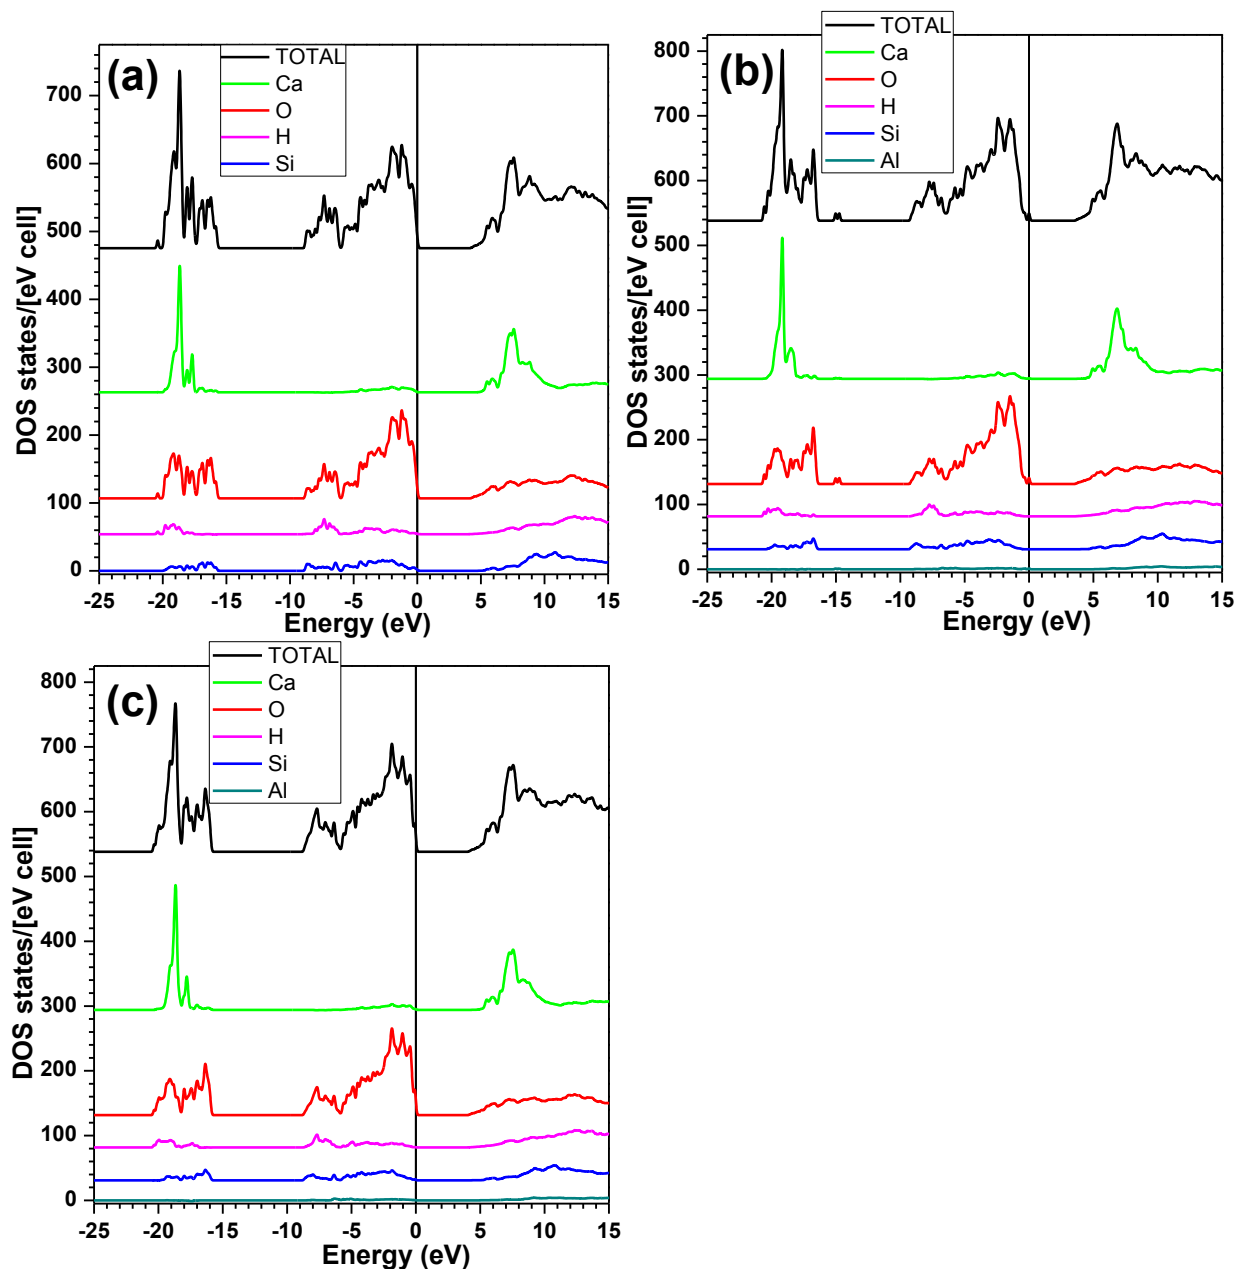 (a)
TOTAL
Ca
O
H
Si
DOS states/[eV cell]
700
600
500
400
300
200
100
0
-25 -20 -15 -10 -5 0 5 10 15
Energy (eV)
(b)
TOTAL
Ca
O
H
Si
Al
DOS states/[eV cell]
800
700
600
500
400
300
200
100
0
-25 -20 -15 -10 -5 0 5 10 15
Energy (eV)
(c)
TOTAL
Ca
O
H
Si
Al
DOS states/[eV cell]
800
700
600
500
400
300
200
100
0
-25 -20 -15 -10 -5 0 5 10 15
Energy (eV)